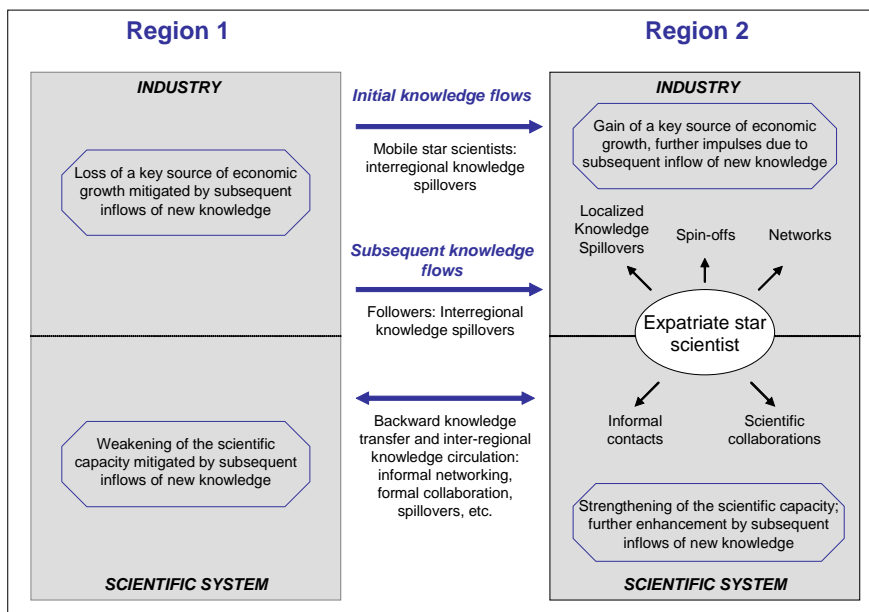 Region 1
Region 2
INDUSTRY
Loss of a key source of economic
growth mitigated by subsequent
inflows of new knowledge
Weakening of the scientific
capacity mitigated by subsequent
inflows of new knowledge
SCIENTIFIC SYSTEM
Initial knowledge flows
Mobile star scientists:
interregional knowledge
spillovers
Subsequent knowledge
flows
Followers: Interregional
knowledge spillovers
Backward knowledge
transfer and inter-regional
knowledge circulation:
informal networking,
formal collaboration,
spillovers, etc.
INDUSTRY
Gain of a key source of economic
growth, further impulses due to
subsequent inflow of new knowledge
Localized
Knowledge
Spillovers
Spin-offs
Networks
Expatriate star
scientist
Informal
contacts
Scientific
collaborations
Strengthening of the scientific capacity;
further enhancement by subsequent
inflows of new knowledge
SCIENTIFIC SYSTEM